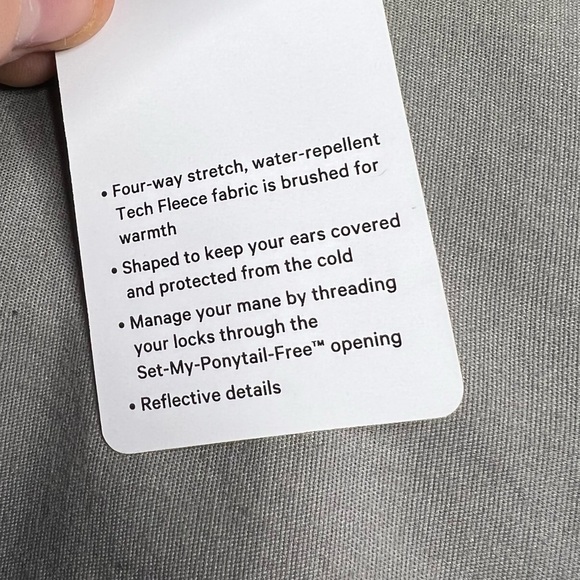 • Four-way stretch, water-repellent
Tech Fleece fabric is brushed for
warmth
• Shaped to keep your ears covered
and protected from the cold
• Manage your mane by threading
your locks through the
Set-My-Ponytail-Free™ opening
• Reflective details